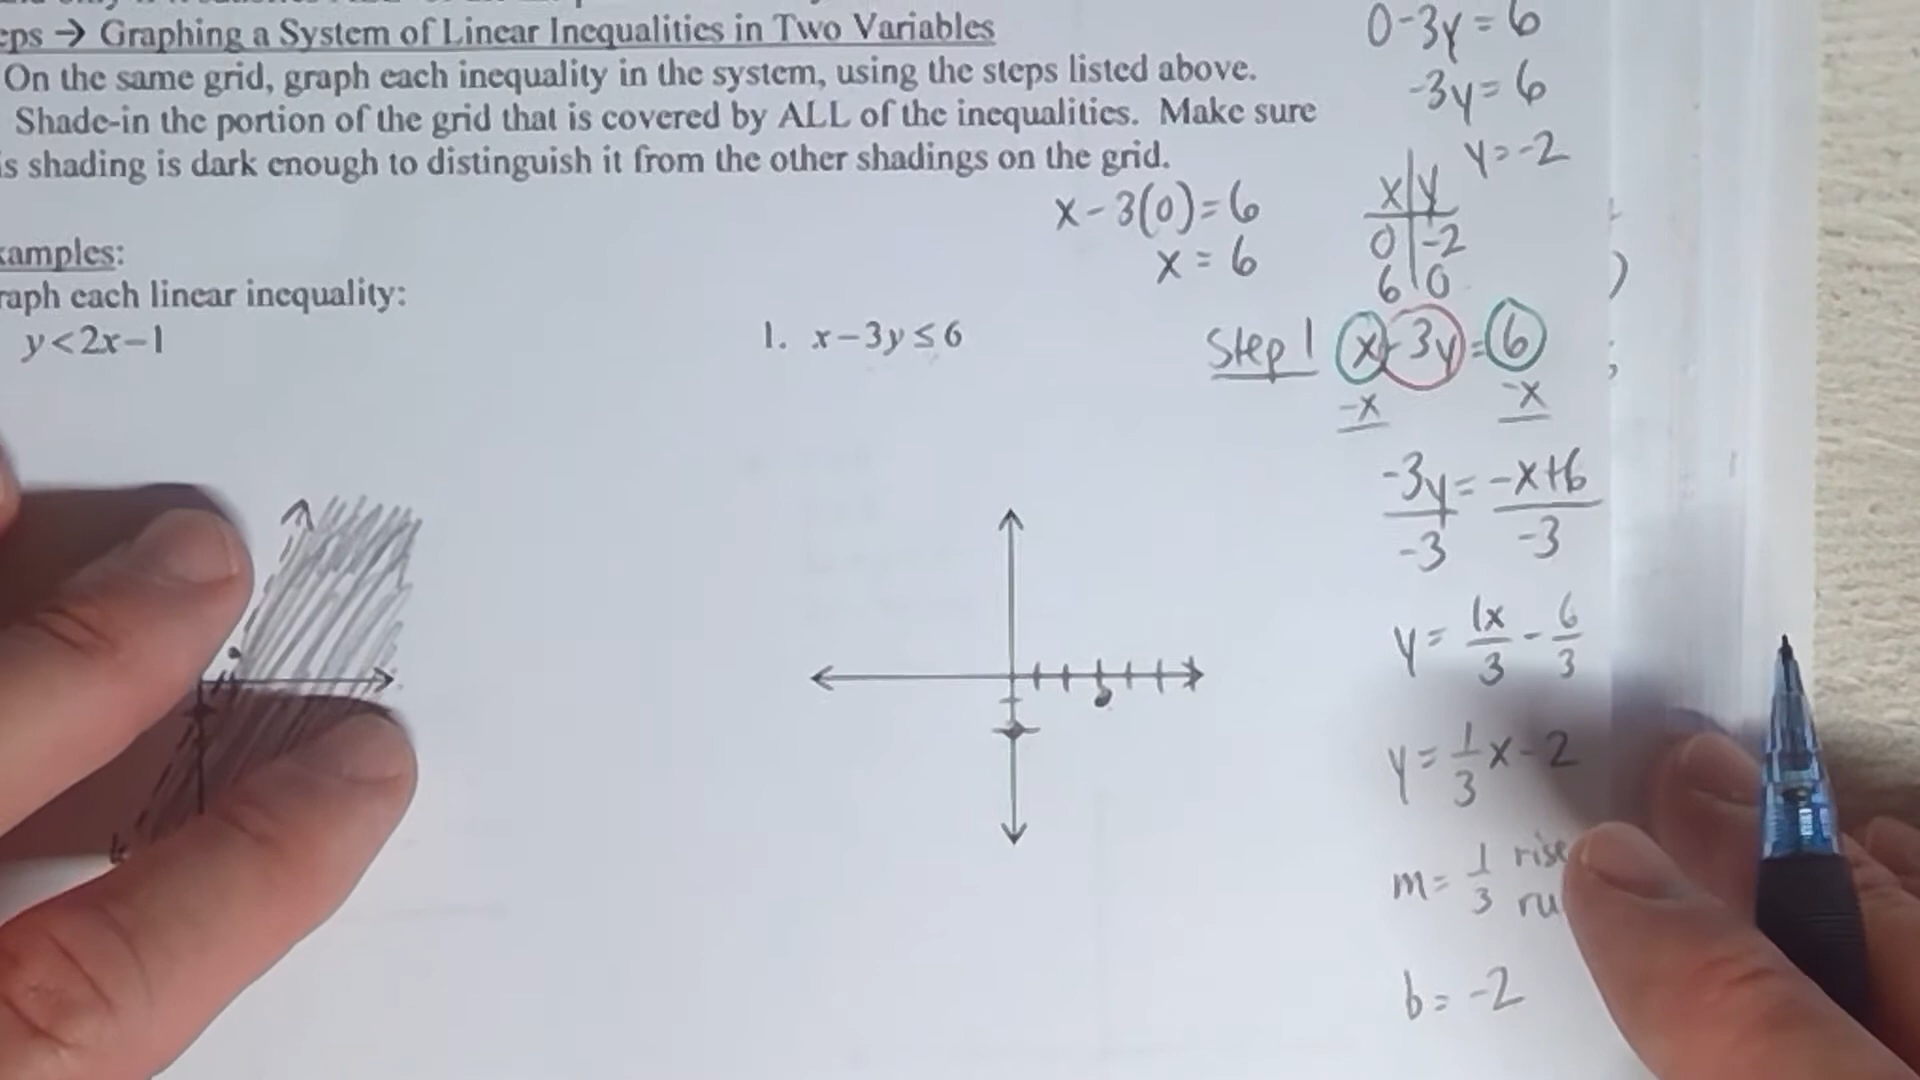 → Graphing a System of Linear Inequalities in Two Variables
On the same grid, graph each inequality in the system, using the steps listed above.
Shade-in the portion of the grid that is covered by ALL of the inequalities. Make sure
shading is dark enough to distinguish it from the other shadings on the grid.
each linear inequality:
y<2x-1
1. x-3y≤6
0-3y=6
-3y=6
y=-2
x-3(0)=6
x=6
x|y
0|-2
6|0
Step 1 x-3y=6
-x -x
-3y = -x+6
-3 -3
y= 1x/3 - 6/3
y= 1/3 x-2
m= 1/3 rise
b= -2